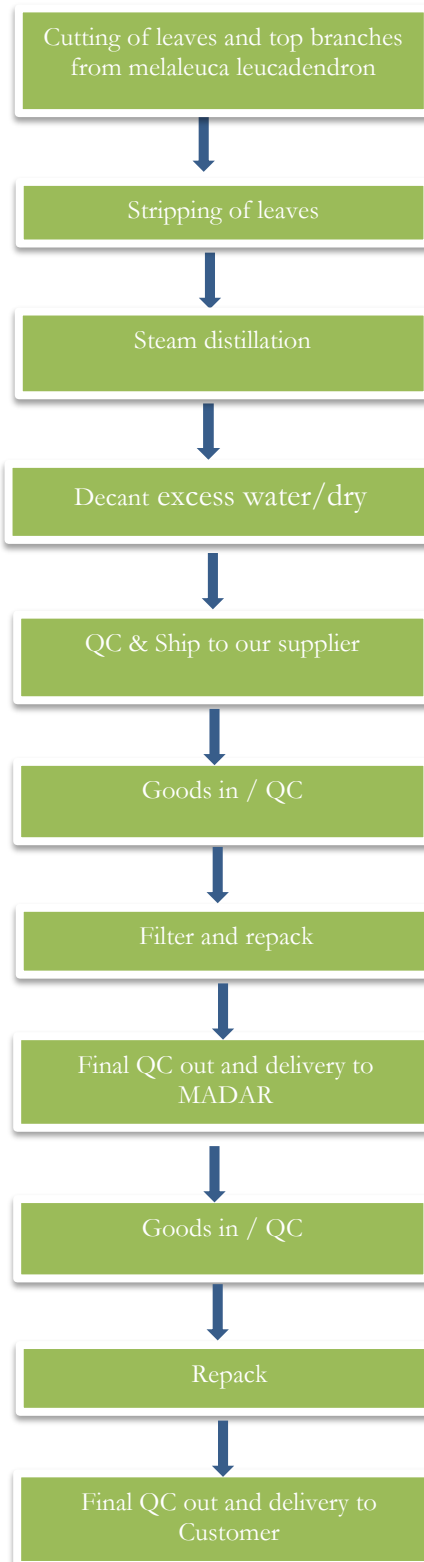 Cutting of leaves and top branches
from melaleuca leucadendron
Stripping of leaves
Steam distillation
Decant excess water/dry
QC & Ship to our supplier
Goods in / QC
Filter and repack
Final QC out and delivery to
MADAR
Goods in / QC
Repack
Final QC out and delivery to
Customer